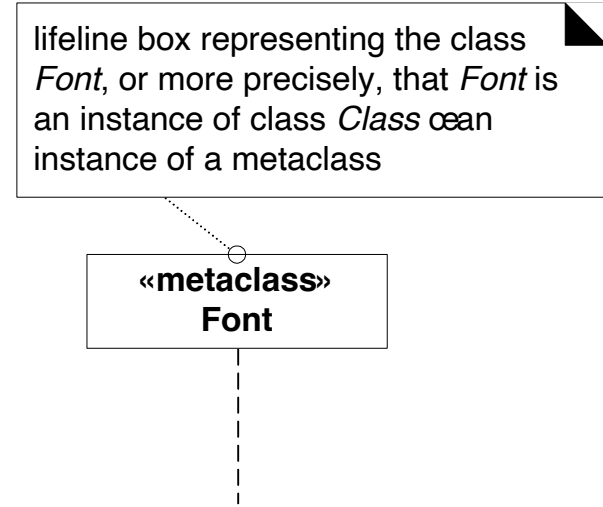 lifeline box representing the class
Font, or more precisely, that Font is
an instance of class Class œan
instance of a metaclass
«metaclass»
Font